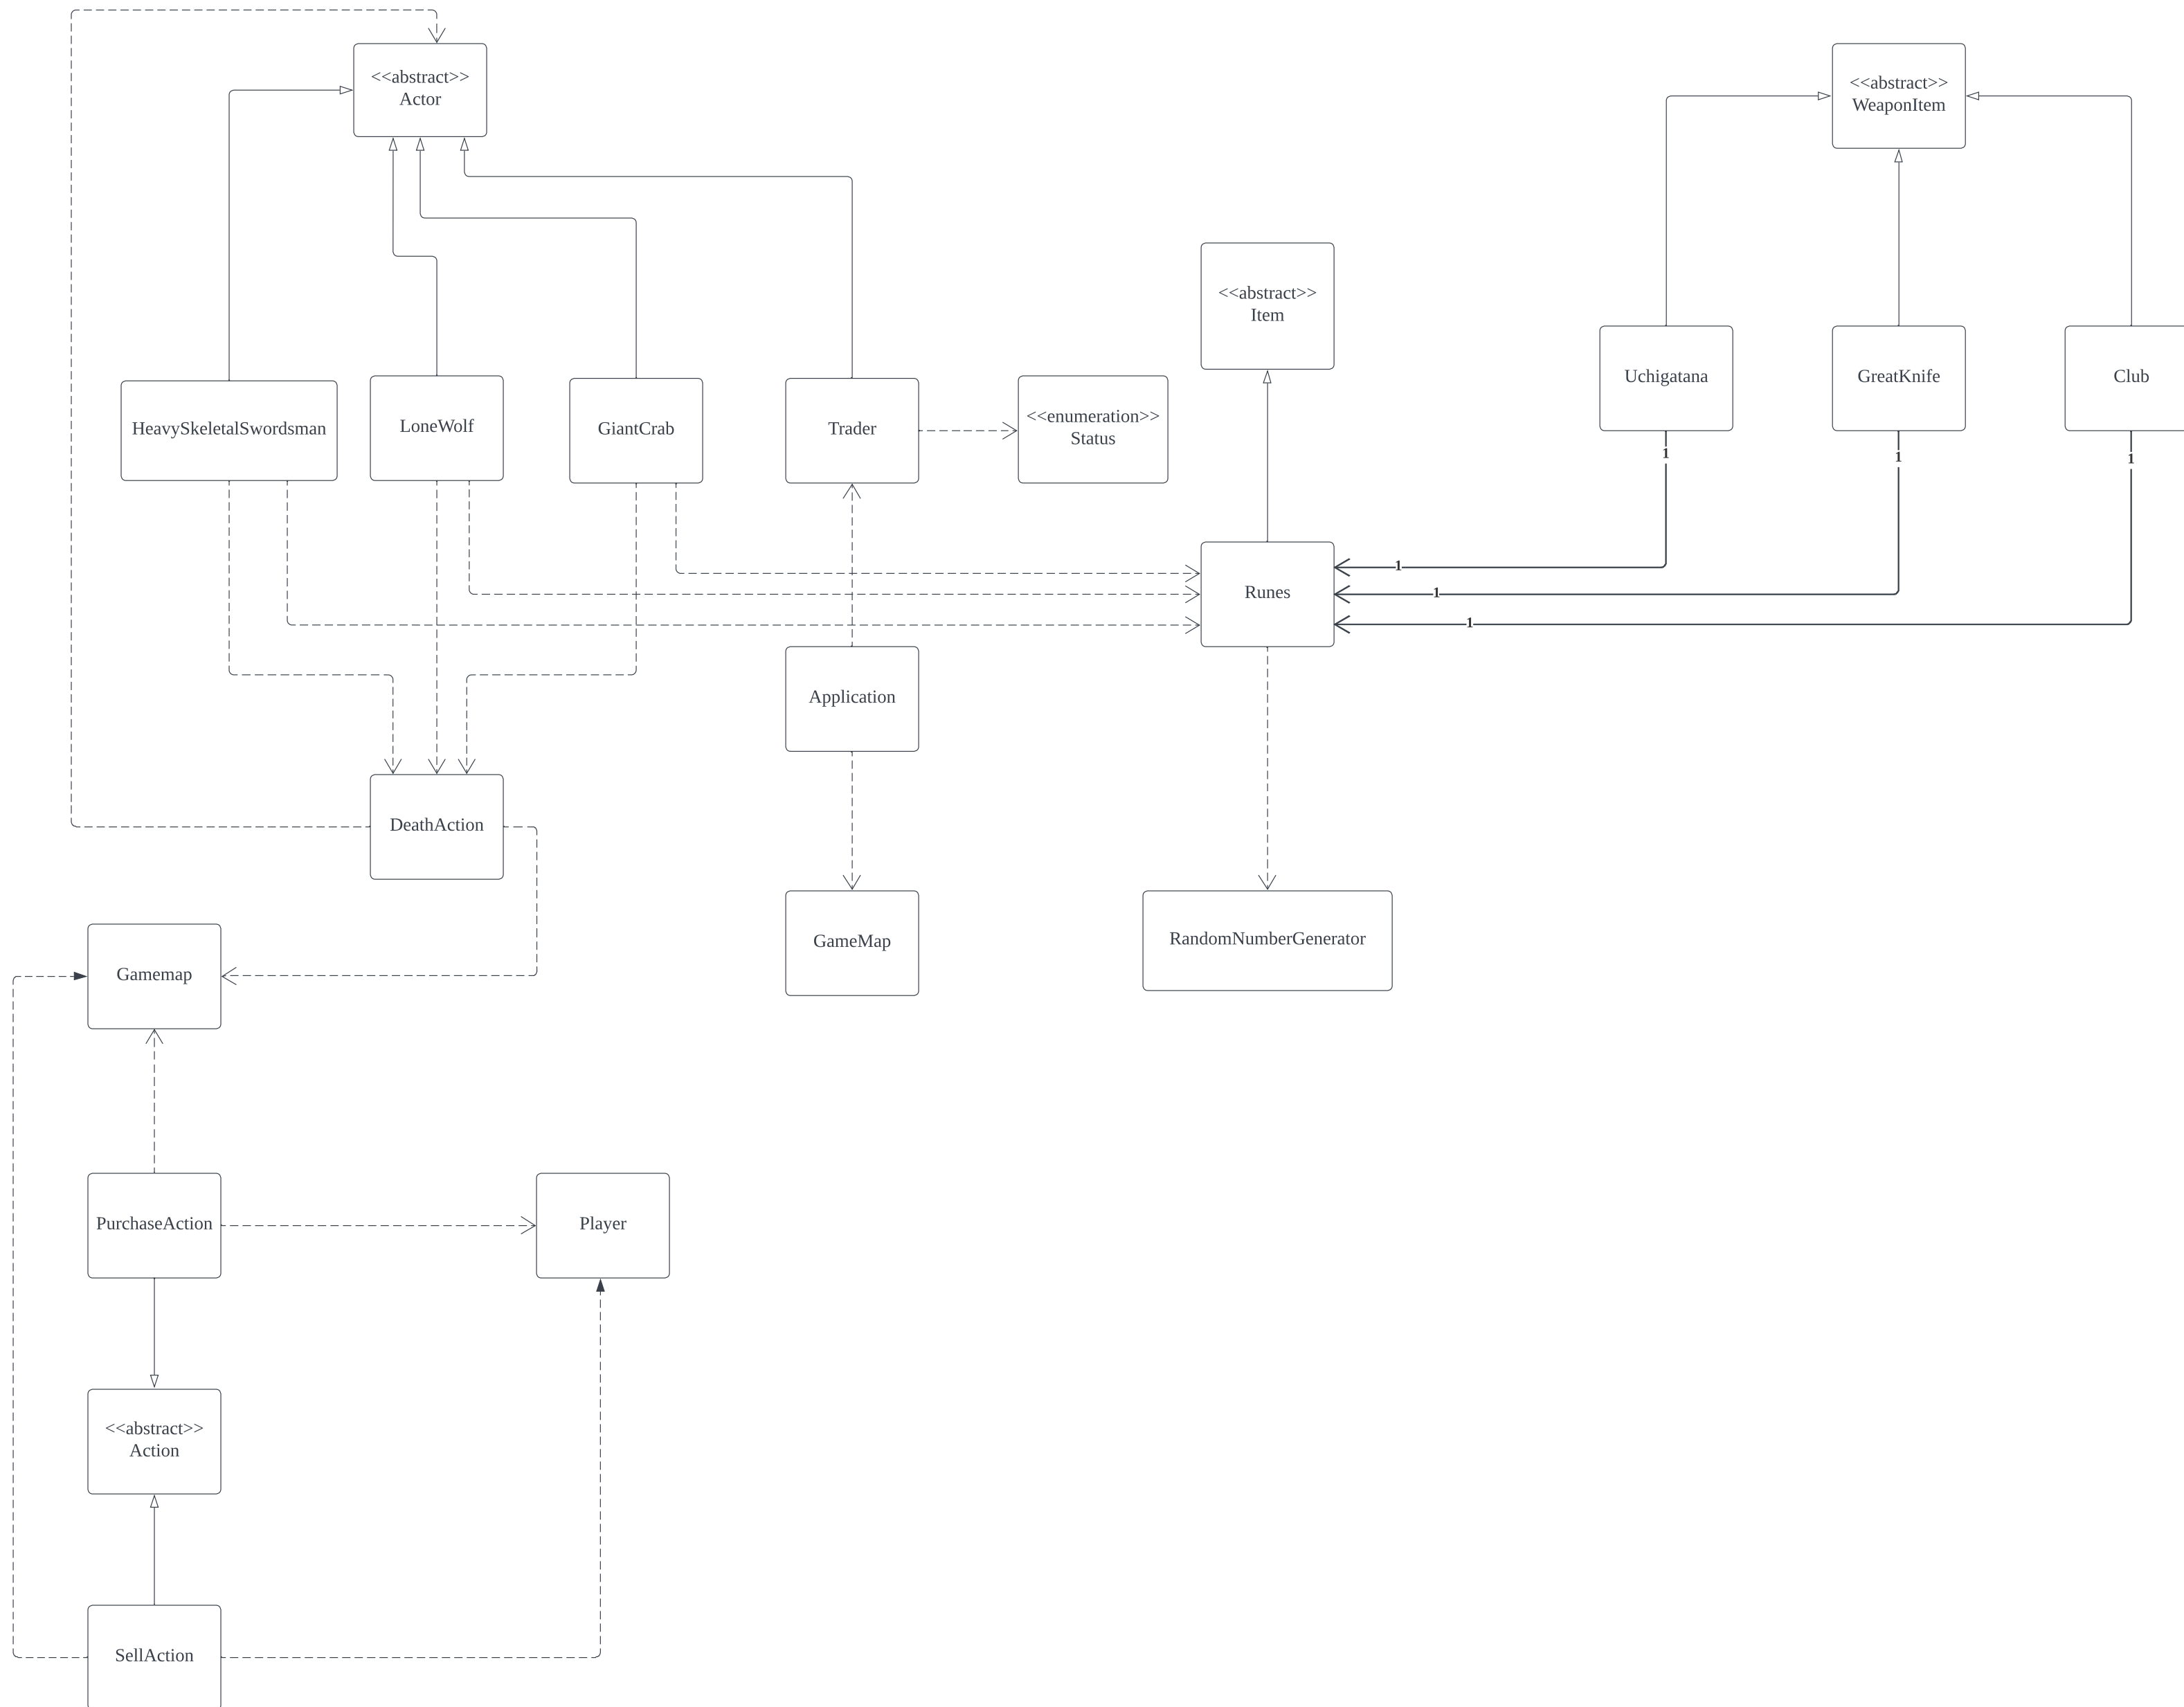 <<abstract>>
Actor
<<abstract>>
WeaponItem
<<abstract>>
Item
HeavySkeletalSwordsman
LoneWolf
GiantCrab
Trader
<<enumeration>>
Status
Uchigatana
GreatKnife
Club
1
1
1
Runes
1
1
1
Application
DeathAction
GameMap
RandomNumberGenerator
Gamemap
PurchaseAction
Player
<<abstract>>
Action
SellAction